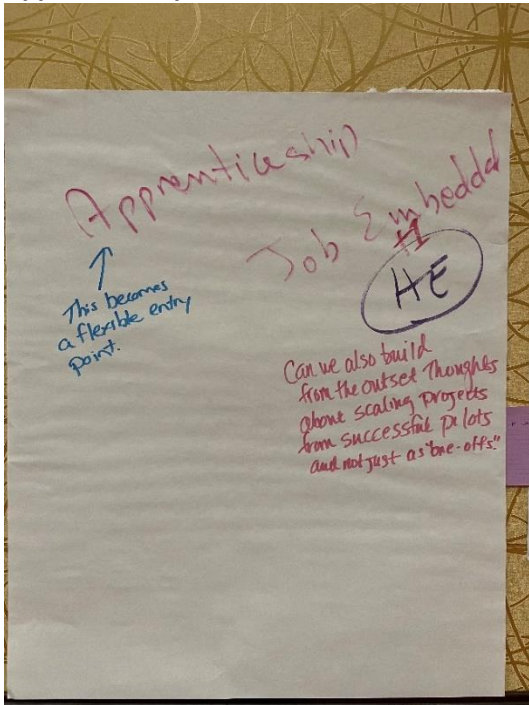 Apprenticeship
Job Embedded
HE
This becomes
a flexible entry
point.
Can we also build
from the outset Thoughts
about scaling projects
from successful pilots
and not just as "one-offs."